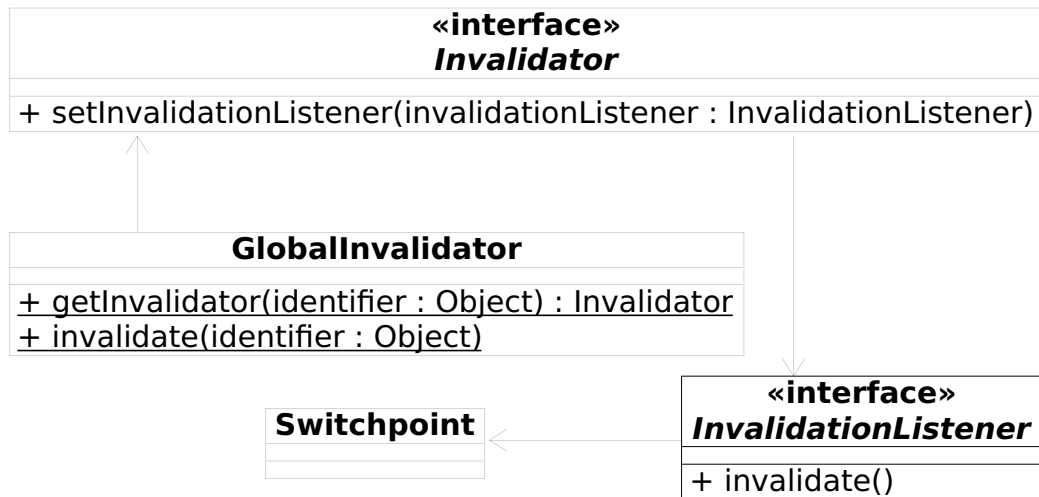 «interface»
Invalidator
+ setInvalidationListener(invalidationListener : InvalidationListener)
GlobalInvalidator
+ getInvalidator(identifier : Object) : Invalidator
+ invalidate(identifier : Object)
«interface»
InvalidationListener
+ invalidate()
Switchpoint